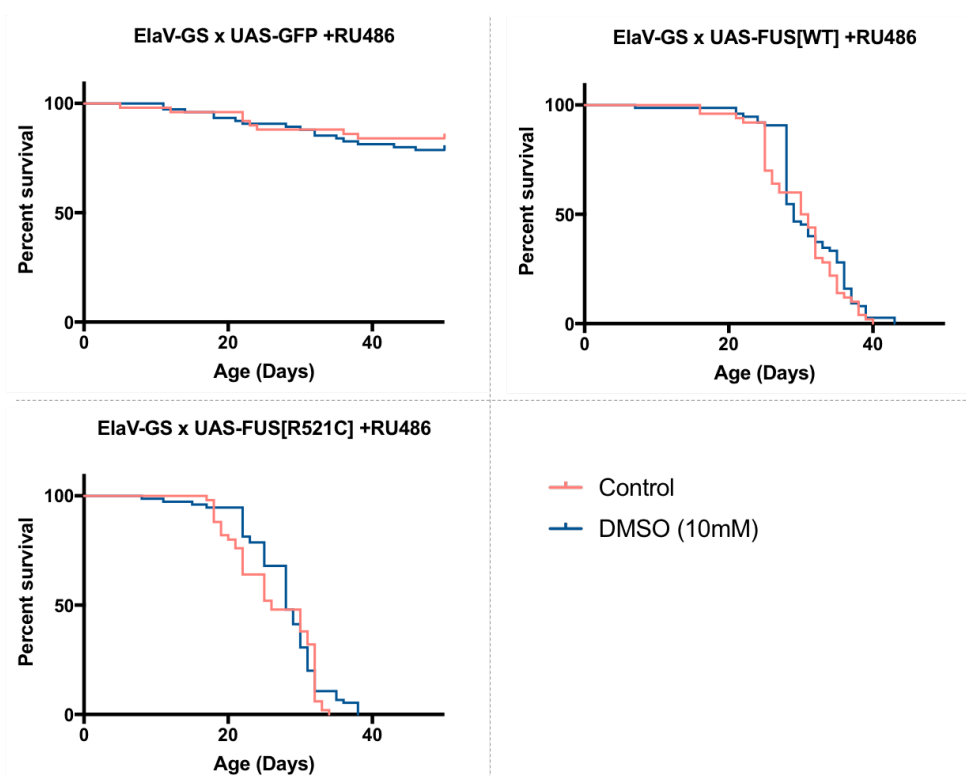 ElaV-GS x UAS-GFP +RU486
Percent survival
100
50
0
0 20 40
Age (Days)
ElaV-GS x UAS-FUS[WT] +RU486
Percent survival
100
50
0
0 20 40
Age (Days)
ElaV-GS x UAS-FUS[R521C] +RU486
Percent survival
100
50
0
0 20 40
Age (Days)
Control
DMSO (10mM)